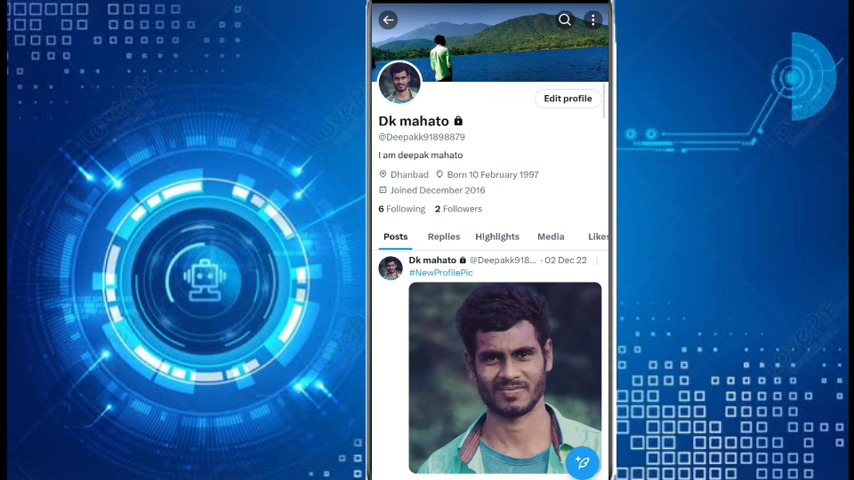 Edit profile
Dk mahato
@Deepakk91898879
I am deepak mahato
Dhanbad Born 10 February 1997
Joined December 2016
6 Following 2 Followers
Posts Replies Highlights Media Likes
Dk mahato @Deepakk918... · 02 Dec 22
#NewProfilePic